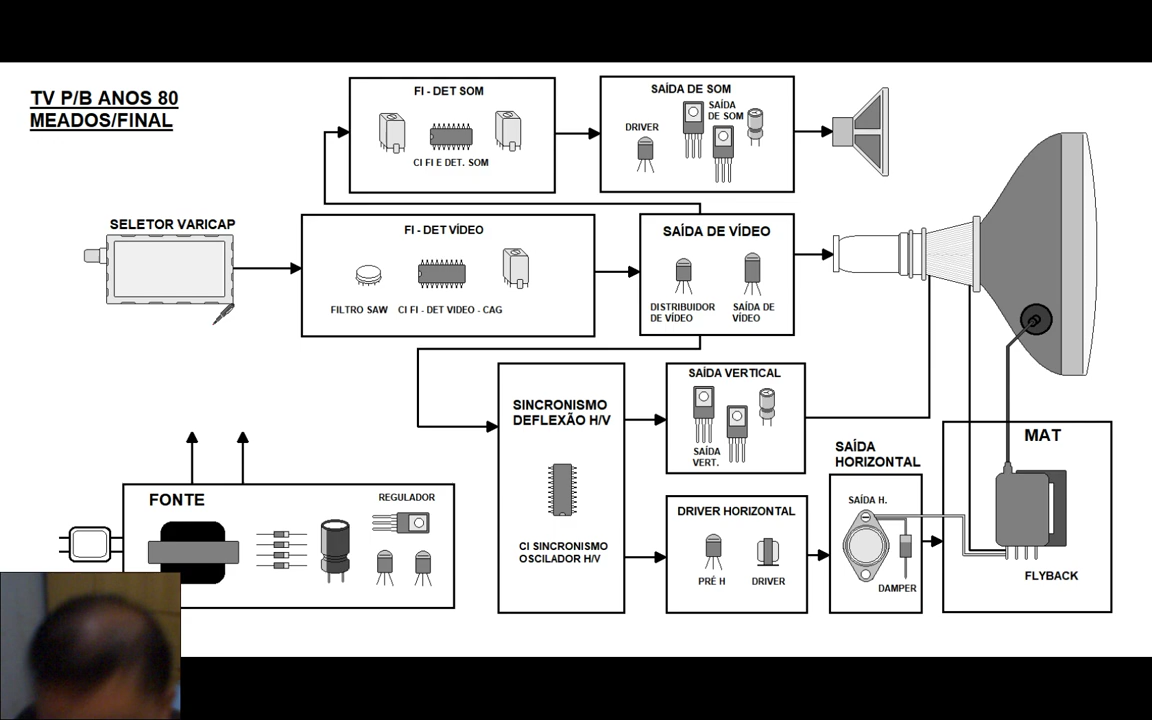 TV P/B ANOS 80
MEADOS/FINAL
FI - DET SOM
CI FI E DET. SOM
SAÍDA DE SOM
DRIVER
SAÍDA
DE SOM
SELETOR VARICAP
FI - DET VÍDEO
FILTRO SAW
CI FI - DET VIDEO - CAG
SAÍDA DE VÍDEO
DISTRIBUIDOR
DE VÍDEO
SAÍDA DE
VÍDEO
SINCRONISMO
DEFLEXÃO H/V
CI SINCRONISMO
OSCILADOR H/V
SAÍDA VERTICAL
SAÍDA
VERT.
DRIVER HORIZONTAL
PRÉ H
DRIVER
SAÍDA
HORIZONTAL
SAÍDA H.
DAMPER
MAT
FLYBACK
FONTE
REGULADOR